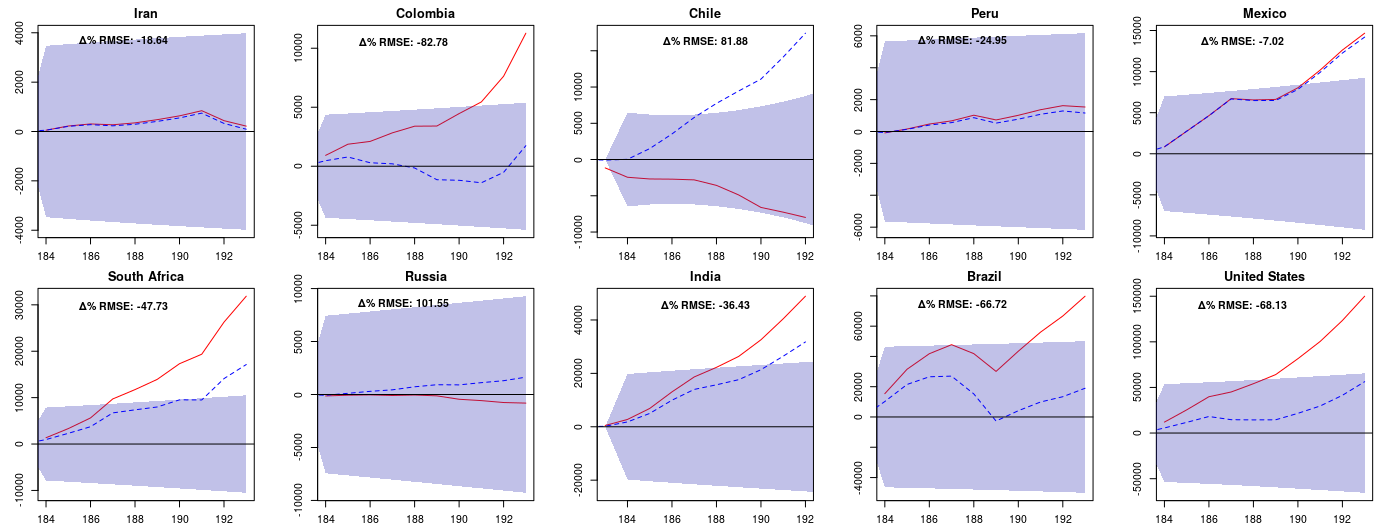 Iran
Δ% RMSE: -18.64
4000
2000
0
-2000
-4000
184 186 188 190 192
Colombia
Δ% RMSE: -82.78
10000
5000
0
-5000
184 186 188 190 192
Chile
Δ% RMSE: 81.88
10000
5000
0
-10000
184 186 188 190 192
Peru
Δ% RMSE: -24.95
6000
2000
0
-2000
-6000
184 186 188 190 192
Mexico
Δ% RMSE: -7.02
15000
10000
5000
0
-5000
-10000
184 186 188 190 192
South Africa
Δ% RMSE: -47.73
30000
20000
10000
0
-10000
184 186 188 190 192
Russia
Δ% RMSE: 101.55
10000
5000
0
-5000
-10000
184 186 188 190 192
India
Δ% RMSE: -36.43
40000
20000
0
-20000
184 186 188 190 192
Brazil
Δ% RMSE: -66.72
60000
20000
0
-40000
184 186 188 190 192
United States
Δ% RMSE: -68.13
150000
100000
50000
0
-50000
184 186 188 190 192